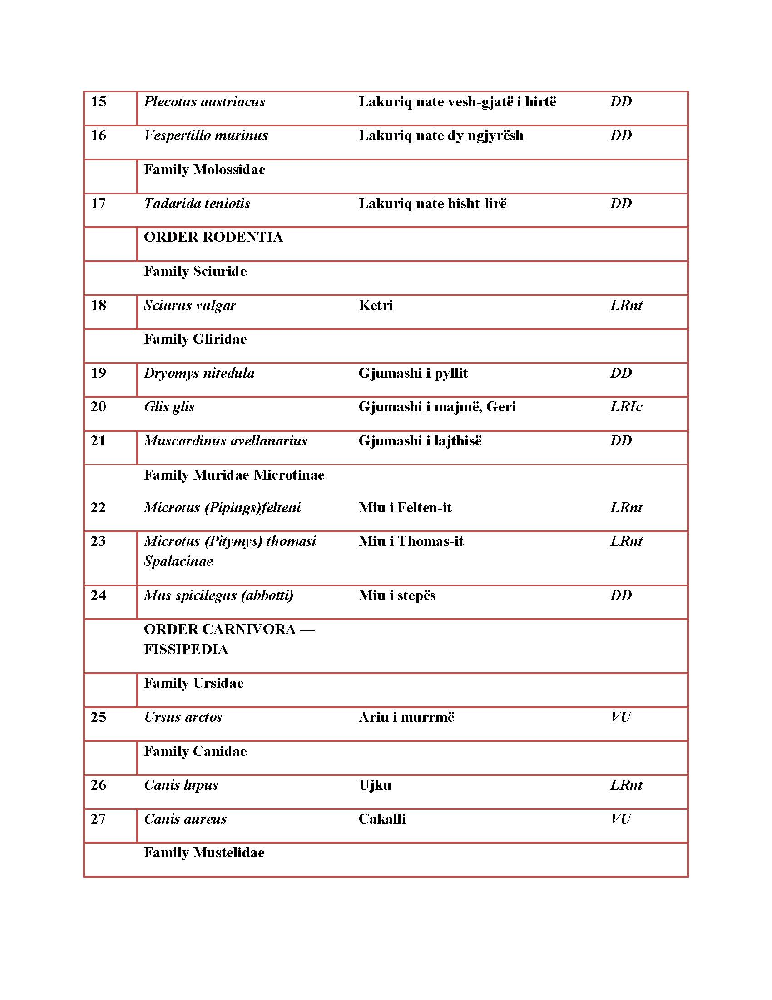 15 Plecotus austriacus Lakuriq nate vesh-gjatë i hirtë DD
16 Vespertillo murinus Lakuriq nate dy ngjyrësh DD
Family Molossidae
17 Tadarida teniotis Lakuriq nate bisht-lirë DD
ORDER RODENTIA
Family Sciuride
18 Sciurus vulgar Ketri LRnt
Family Gliridae
19 Dryomys nitedula Gjumashi i pyllit DD
20 Glis glis Gjumashi i majmë, Geri LRIc
21 Muscardinus avellanarius Gjumashi i lajthisë DD
Family Muridae Microtinae
22 Microtus (Pipings)felteni Miu i Felten-it LRnt
23 Microtus (Pitymys) thomasi Miu i Thomas-it LRnt
Spalacinae
24 Mus spicilegus (abbotti) Miu i stepës DD
ORDER CARNIVORA —
FISSIPEDIA
Family Ursidae
25 Ursus arctos Ariu i murrmë VU
Family Canidae
26 Canis lupus Ujku LRnt
27 Canis aureus Cakalli VU
Family Mustelidae